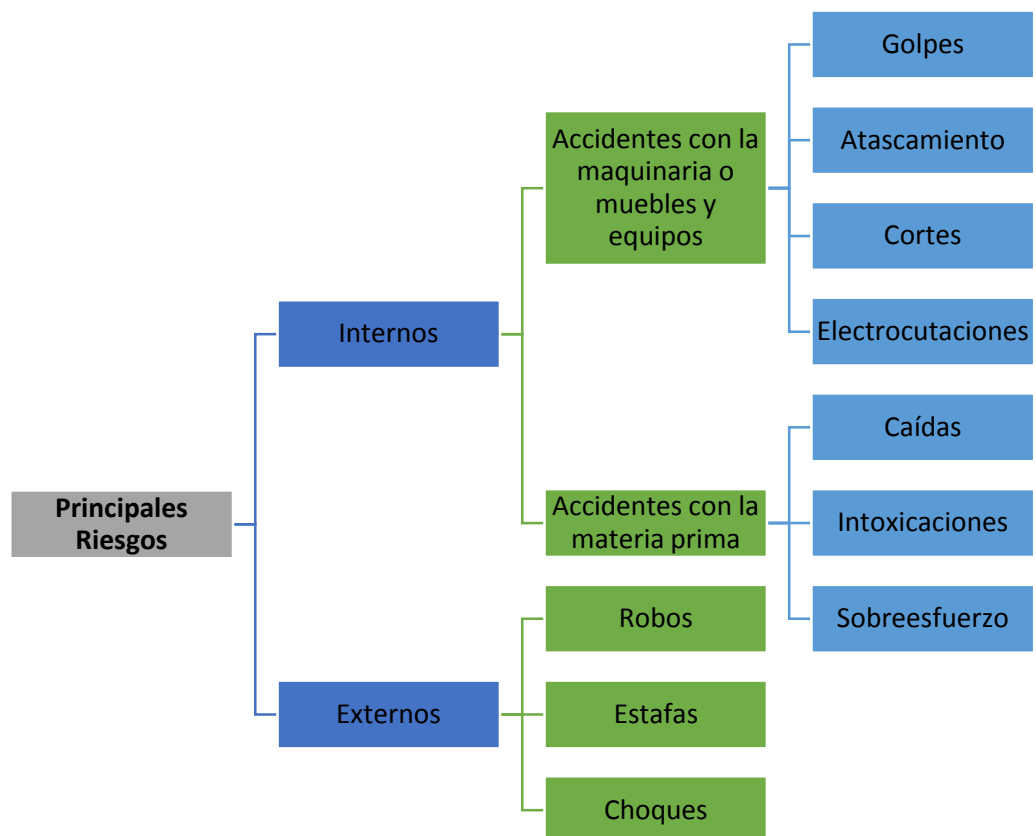 Principales
Riesgos
Internos
Accidentes con la
maquinaria o
muebles y
equipos
Golpes
Atascamiento
Cortes
Electrocutaciones
Accidentes con la
materia prima
Caídas
Intoxicaciones
Sobreesfuerzo
Externos
Robos
Estafas
Choques